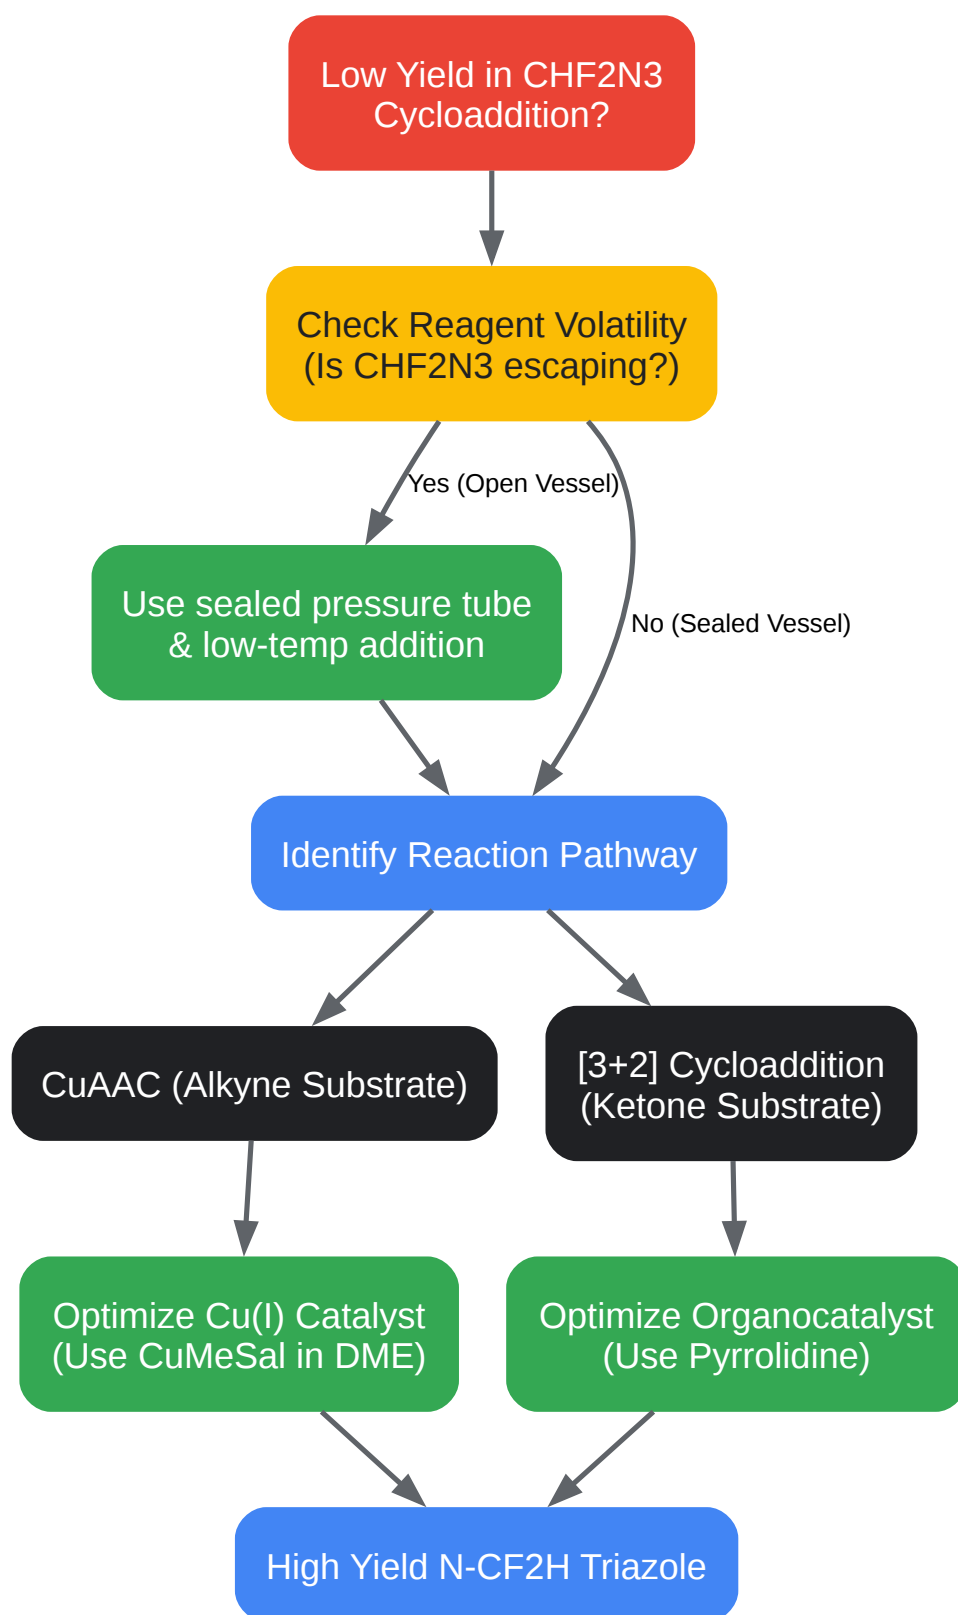 Low Yield in CHF2N3
Cycloaddition?
Check Reagent Volatility
(Is CHF2N3 escaping?)
Yes (Open Vessel)
Use sealed pressure tube
& low-temp addition
No (Sealed Vessel)
Identify Reaction Pathway
CuAAC (Alkyne Substrate)
[3+2] Cycloaddition
(Ketone Substrate)
Optimize Cu(I) Catalyst
(Use CuMeSal in DME)
Optimize Organocatalyst
(Use Pyrrolidine)
High Yield N-CF2H Triazole